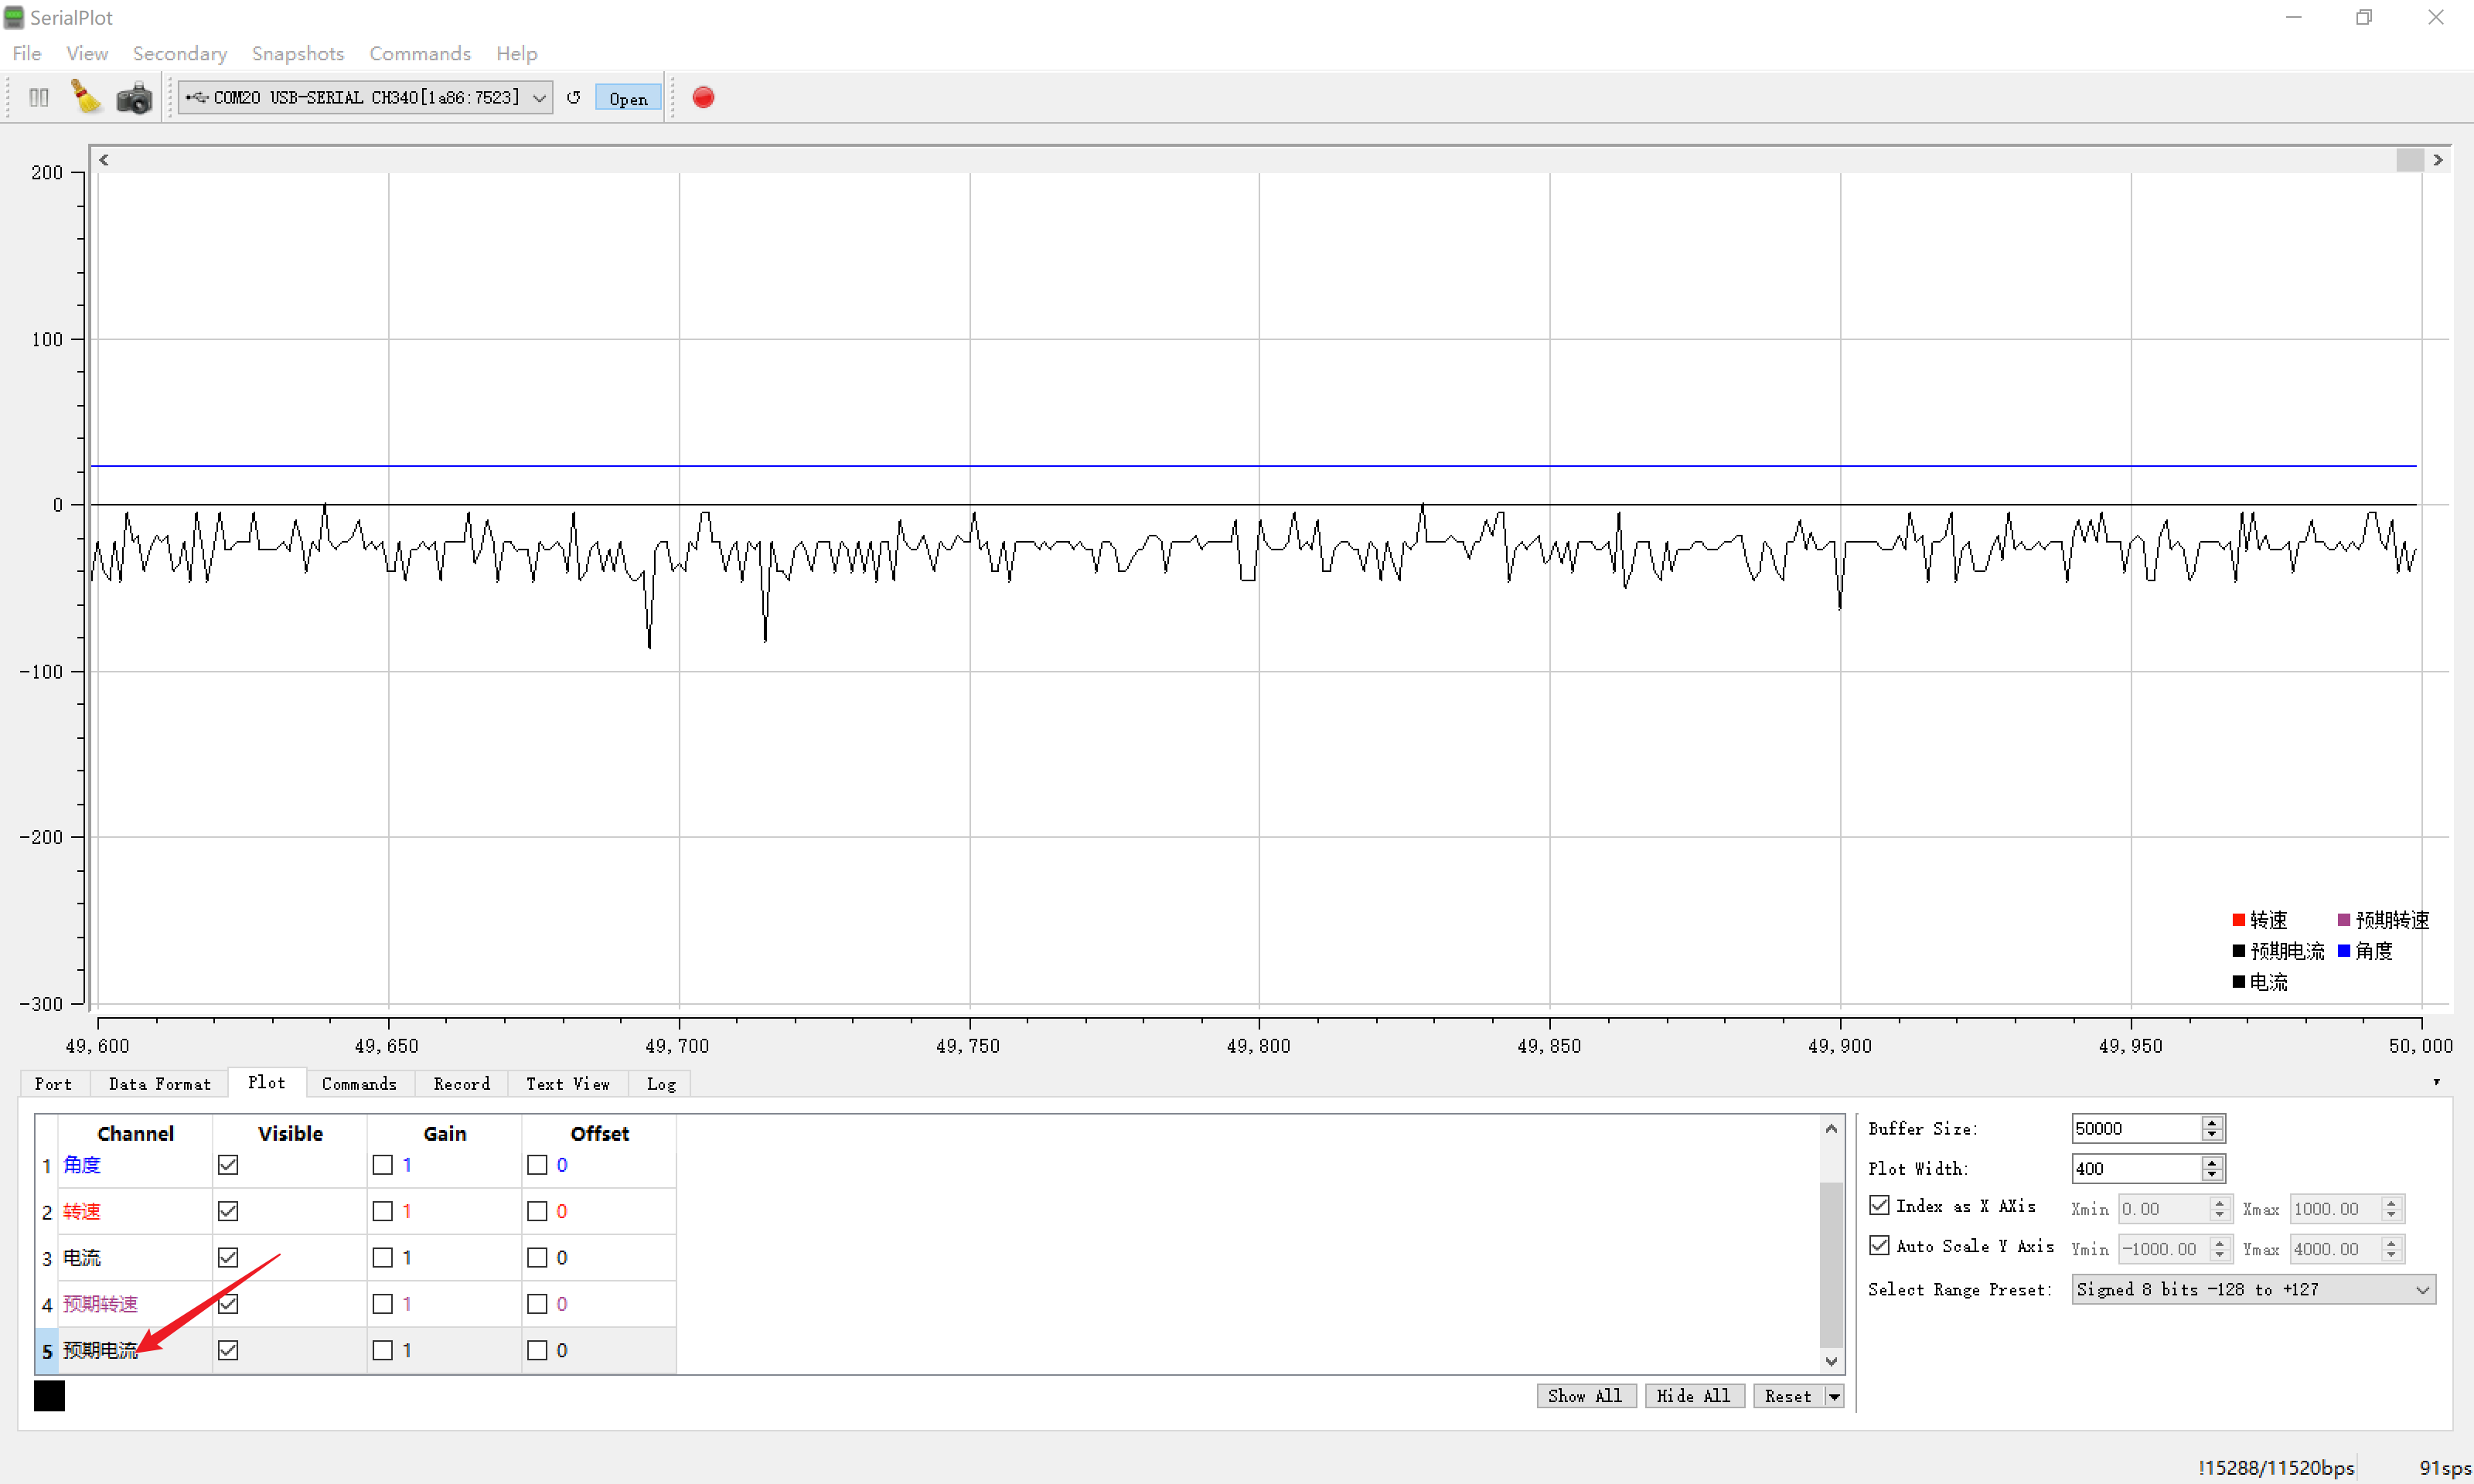 SerialPlot
File View Secondary Snapshots Commands Help
COM20 USB-SERIAL CH340[1a86:7523] Open
200
100
0
-100
-200
-300
转速 预期转速
预期电流 角度
电流
49,600 49,650 49,700 49,750 49,800 49,850 49,900 49,950 50,000
Port Data Format Plot Commands Record Text View Log
Channel Visible Gain Offset
1 角度 1 0
2 转速 1 0
3 电流 1 0
4 预期转速 1 0
5 预期电流 1 0
Show All Hide All Reset
Buffer Size: 50000
Plot Width: 400
Index as X AXis Xmin 0.00 Xmax 1000.00
Auto Scale Y Axis Ymin -1000.00 Ymax 4000.00
Select Range Preset: Signed 8 bits -128 to +127
!15288/11520bps 91sps